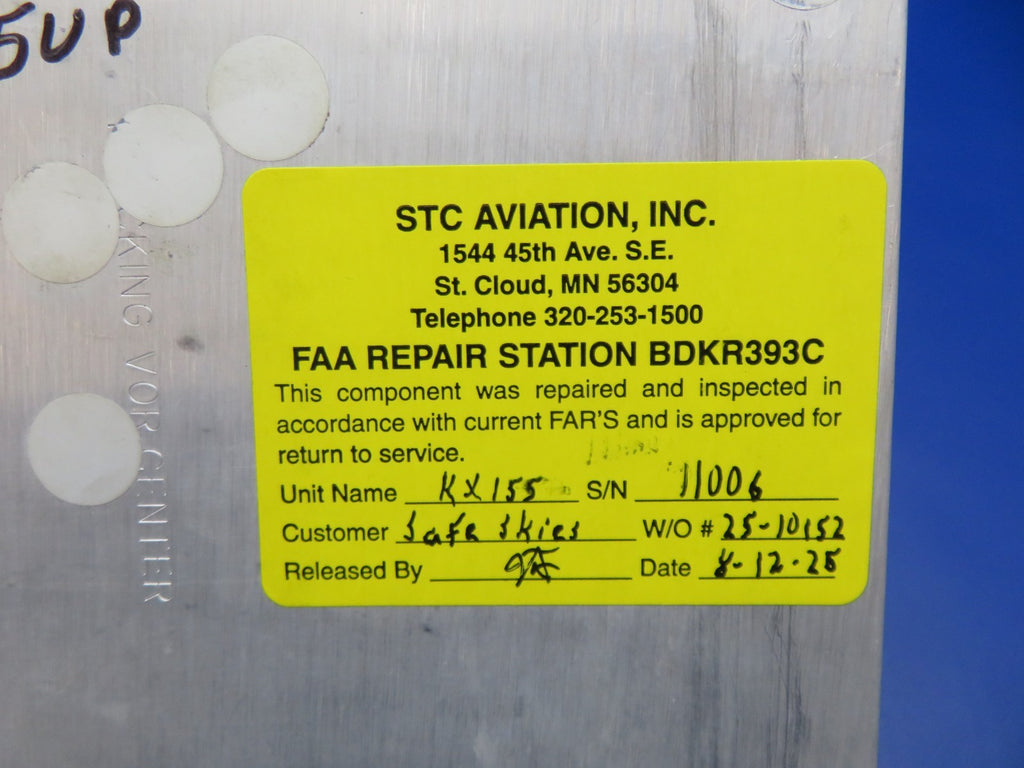 5UP
STC AVIATION, INC.
1544 45th Ave. S.E.
St. Cloud, MN 56304
Telephone 320-253-1500
FAA REPAIR STATION BDKR393C
This component was repaired and inspected in
accordance with current FAR'S and is approved for
return to service.
Unit Name KX155 S/N 11006
Customer Safe Skies W/O # 25-10152
Released By Date 8-12-25
KING VOR CENTER